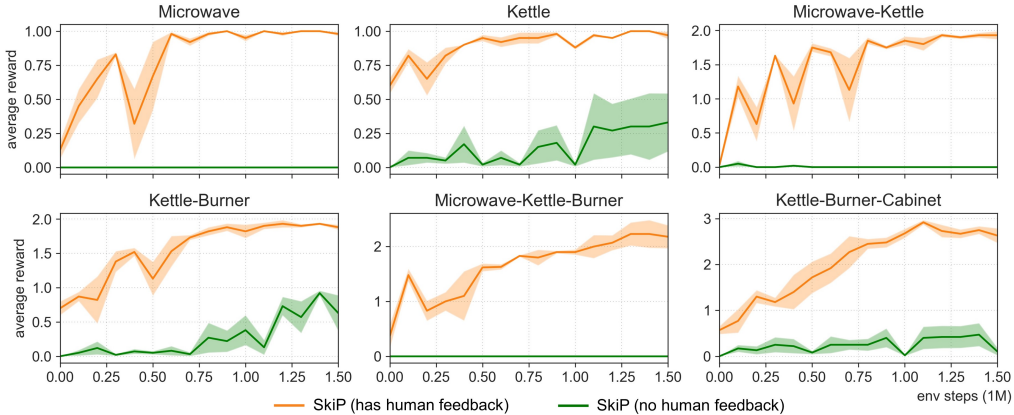 Microwave
Kettle
Microwave-Kettle
average reward
1.00
0.75
0.50
0.25
0.00
1.00
0.75
0.50
0.25
0.00
2.0
1.5
1.0
0.5
0.0
Kettle-Burner
Microwave-Kettle-Burner
Kettle-Burner-Cabinet
average reward
2.0
1.5
1.0
0.5
0.0
2
1
0
3
2
1
0
0.00 0.25 0.50 0.75 1.00 1.25 1.50
0.00 0.25 0.50 0.75 1.00 1.25 1.50
0.00 0.25 0.50 0.75 1.00 1.25 1.50
env steps (1M)
SkiP (has human feedback)
SkiP (no human feedback)